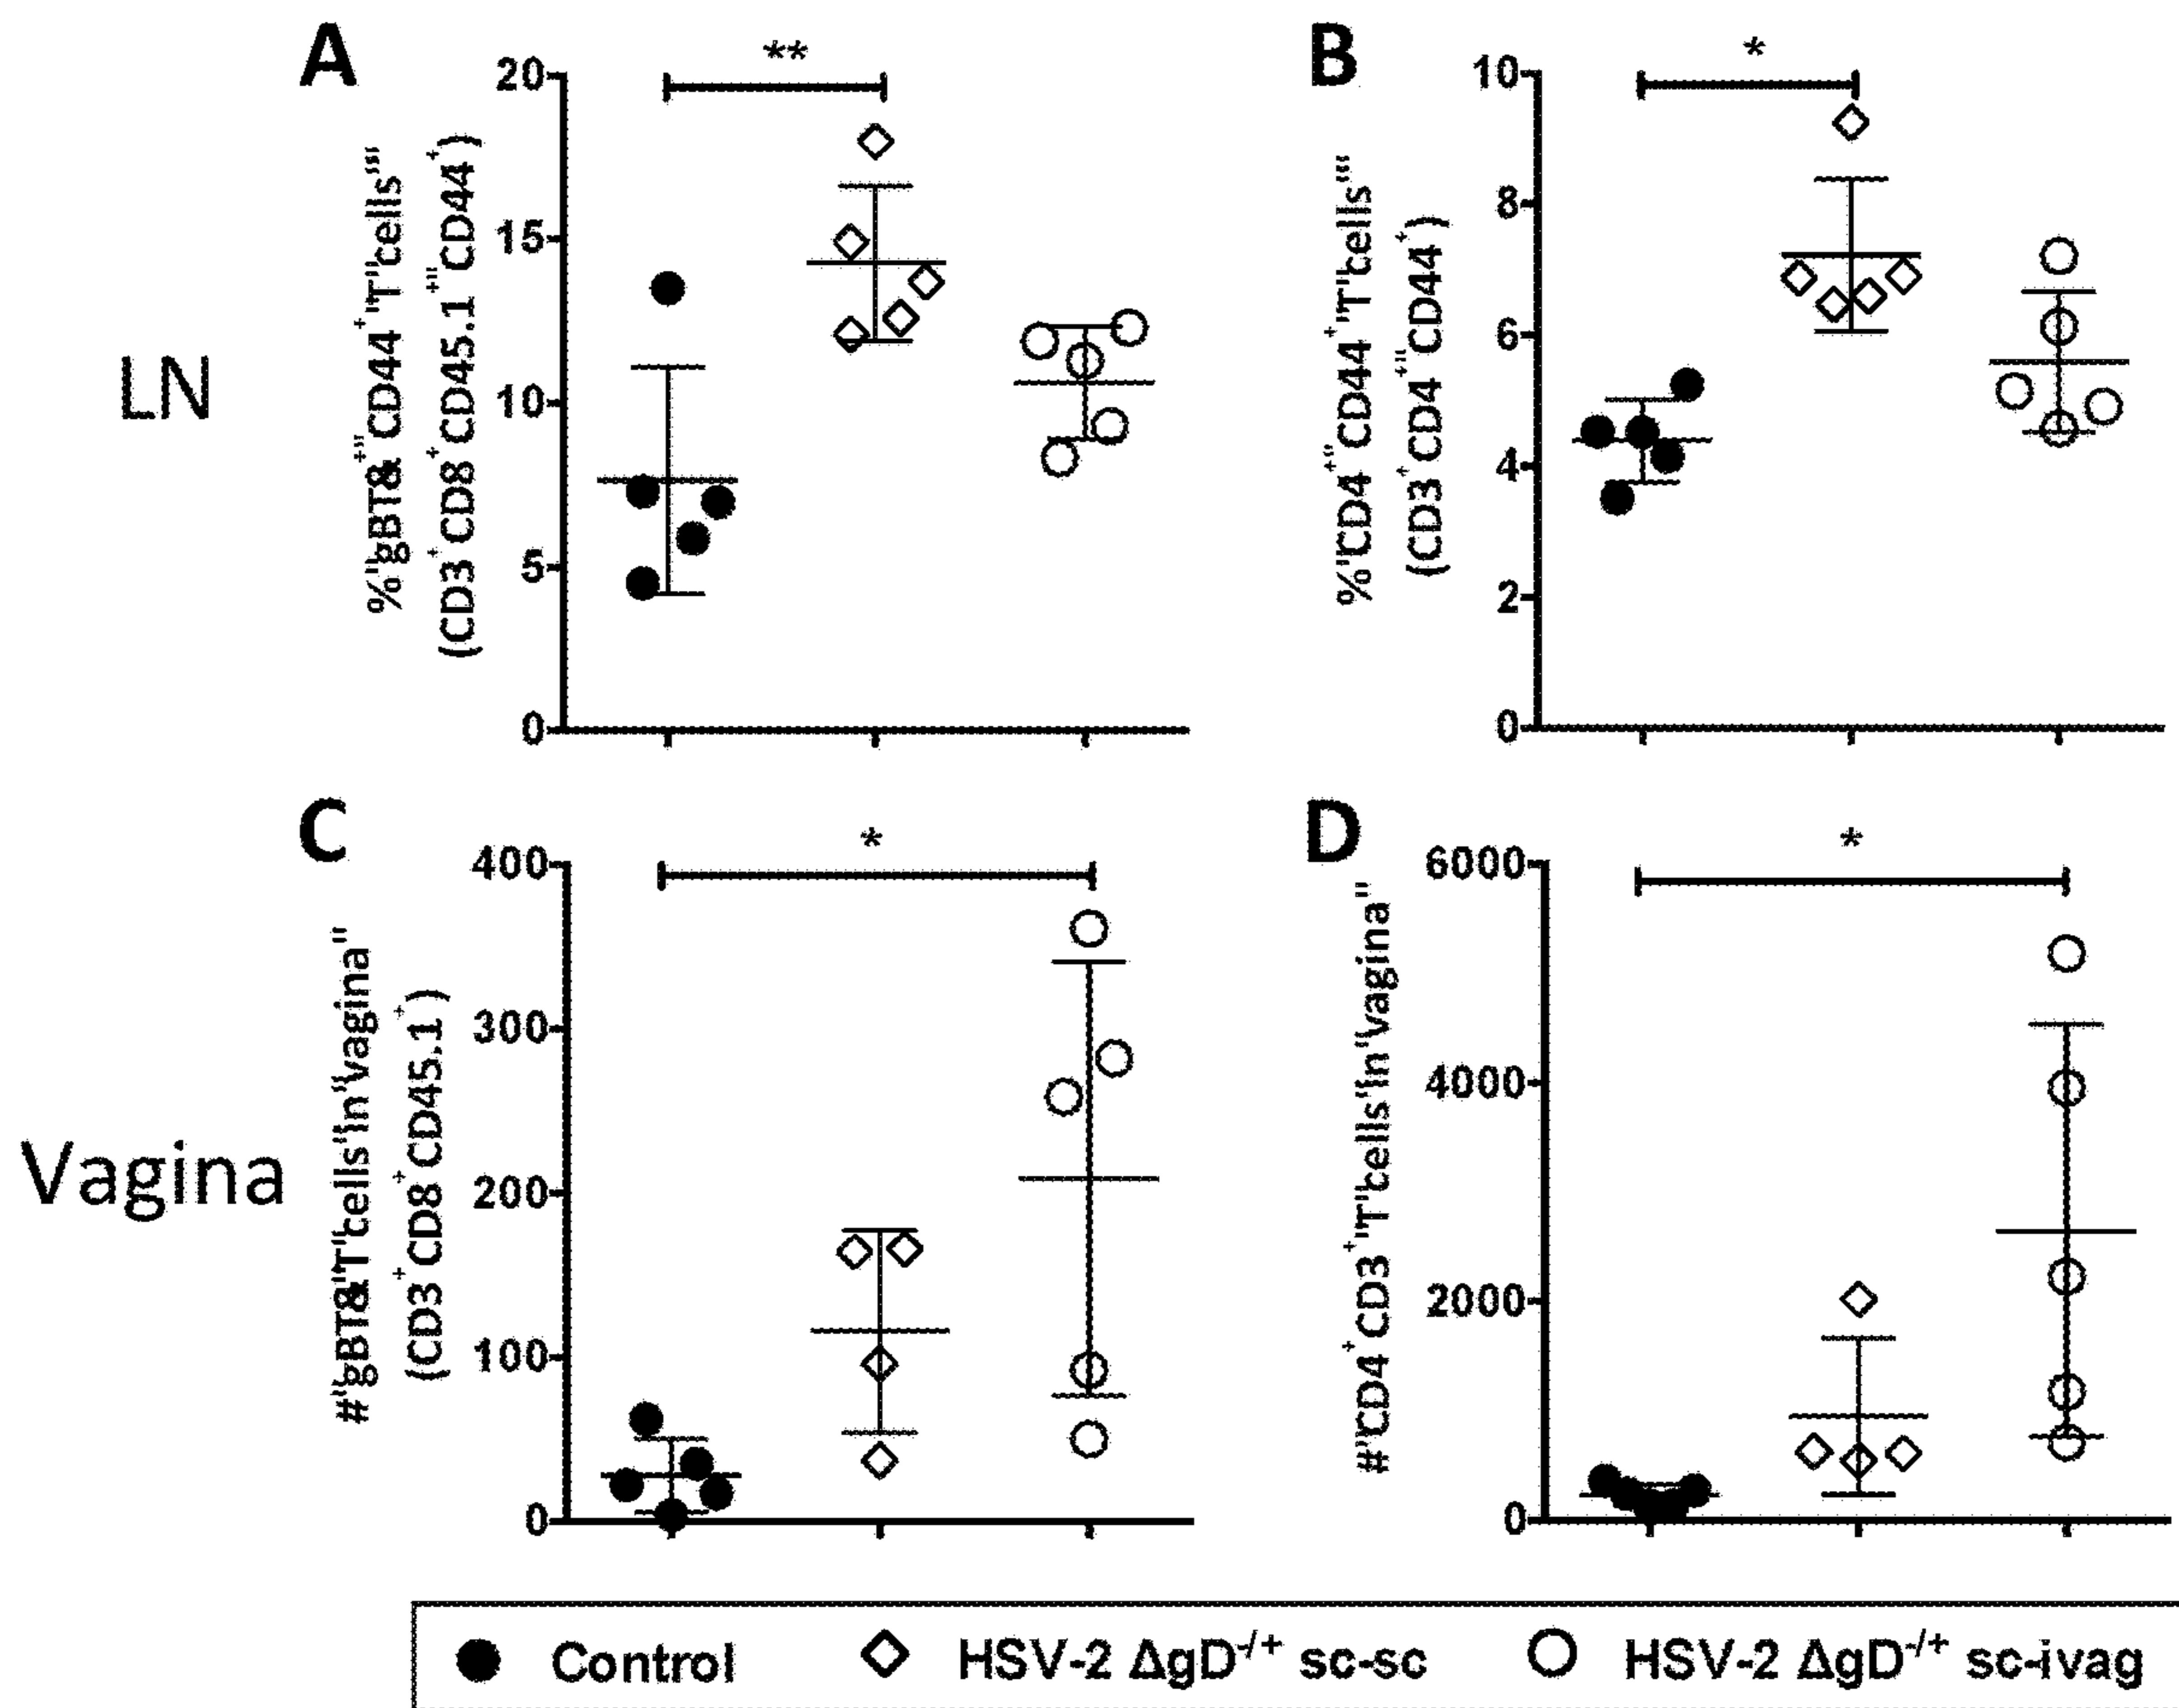 A
**
20
15
10
5
0
%"gBT8+"CD44+"T"cells"'
(CD3+CD8+CD45.1+"CD44+)
B
*
10
8
6
4
2
0
%'CD4+"CD44+"T'cells"'
(CD3+CD4+"CD44+)
LN
C
*
400
300
200
100
0
#'gBT8"T"cells"in"vagina"
(CD3+CD8+CD45.1+)
D
*
6000
4000
2000
0
#'CD4+CD3+"T"cells"in"vagina"
Vagina
Control
HSV-2 ΔgD-/+ sc-sc
HSV-2 ΔgD-/+ sc-ivag